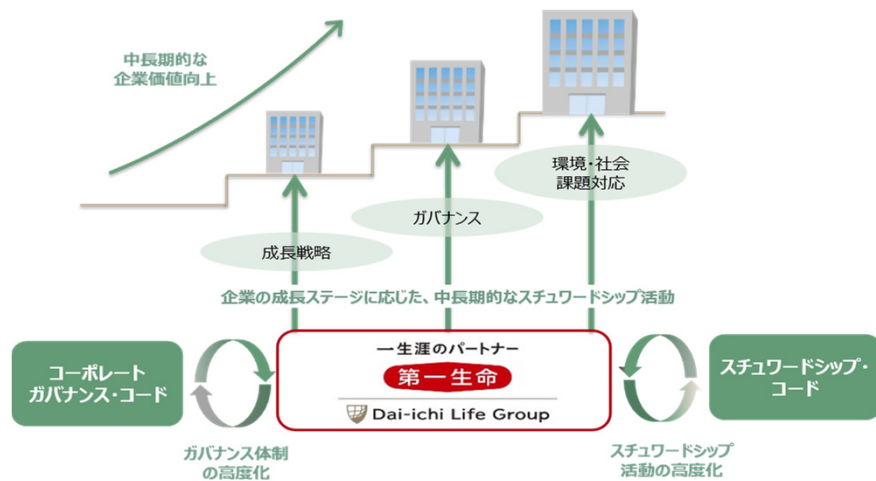 中長期的な
企業価値向上
環境・社会
課題対応
ガバナンス
成長戦略
企業の成長ステージに応じた、中長期的なスチュワードシップ活動
コーポレート
ガバナンス・コード
一生涯のパートナー
第一生命
Dai-ichi Life Group
スチュワードシップ・
コード
ガバナンス体制
の高度化
スチュワードシップ
活動の高度化